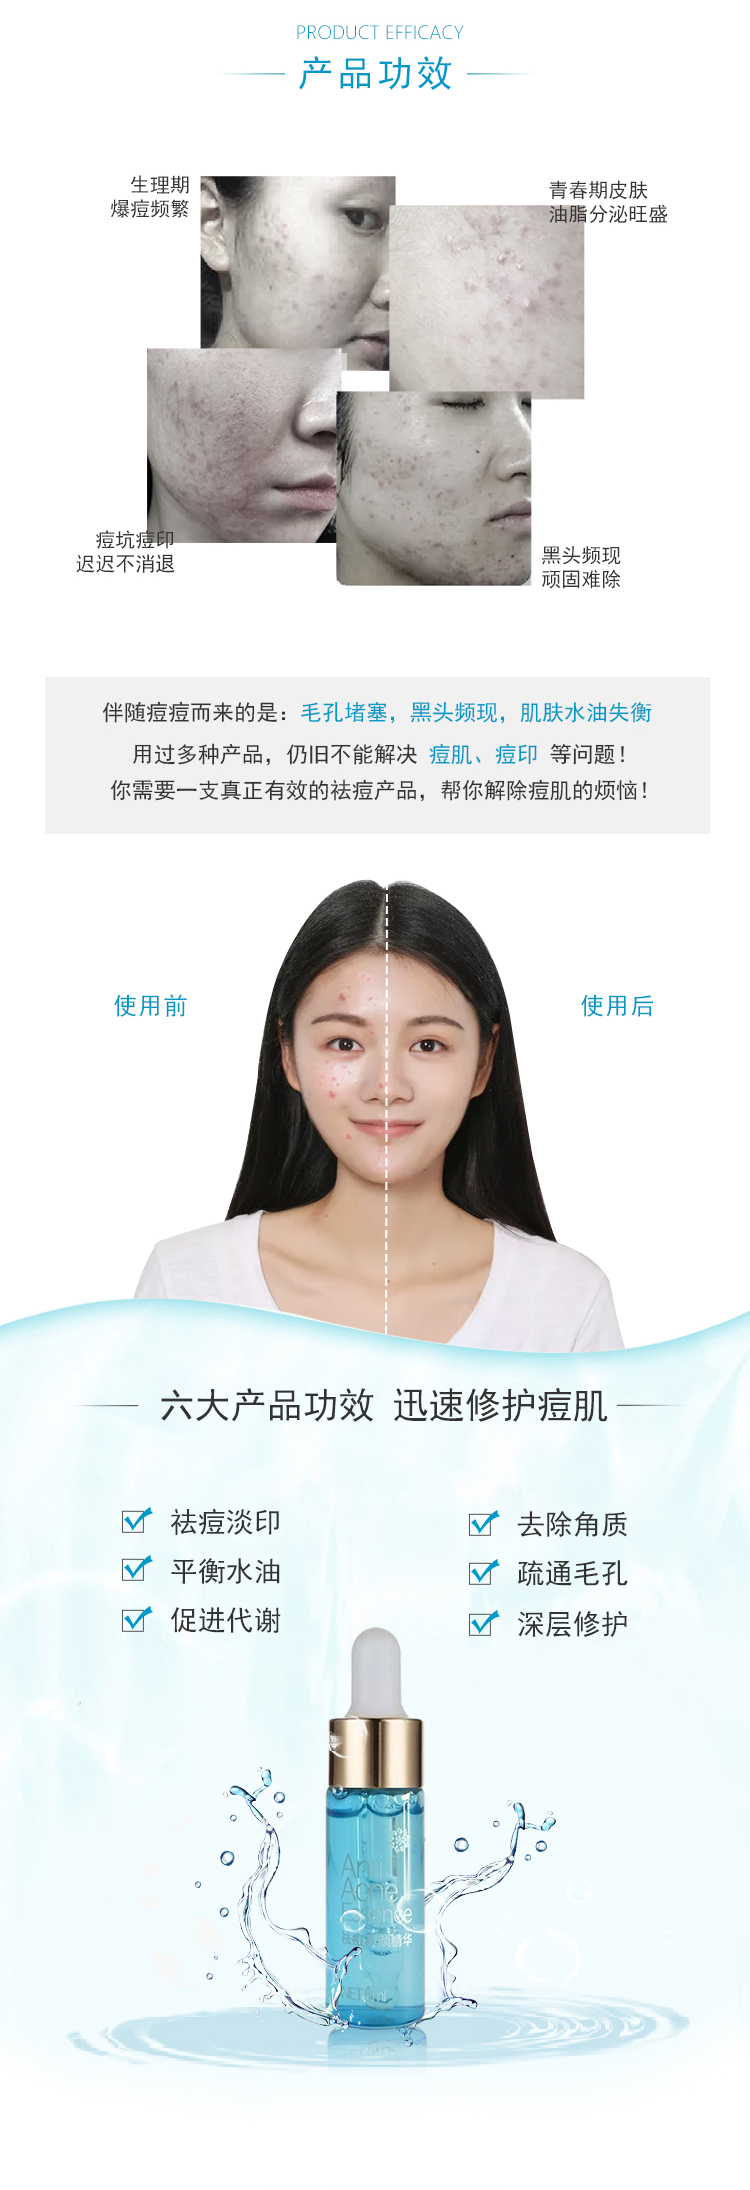 PRODUCT EFFICACY
产品功效
生理期
爆痘频繁
青春期皮肤
油脂分泌旺盛
痘坑痘印
迟迟不消退
黑头频现
顽固难除
伴随痘痘而来的是：毛孔堵塞，黑头频现，肌肤水油失衡
用过多种产品，仍旧不能解决 痘肌、痘印 等问题！
你需要一支真正有效的祛痘产品，帮你解除痘肌的烦恼！
使用前
使用后
六大产品功效 迅速修护痘肌
祛痘淡印
去除角质
平衡水油
疏通毛孔
促进代谢
深层修护
Anti
Acne